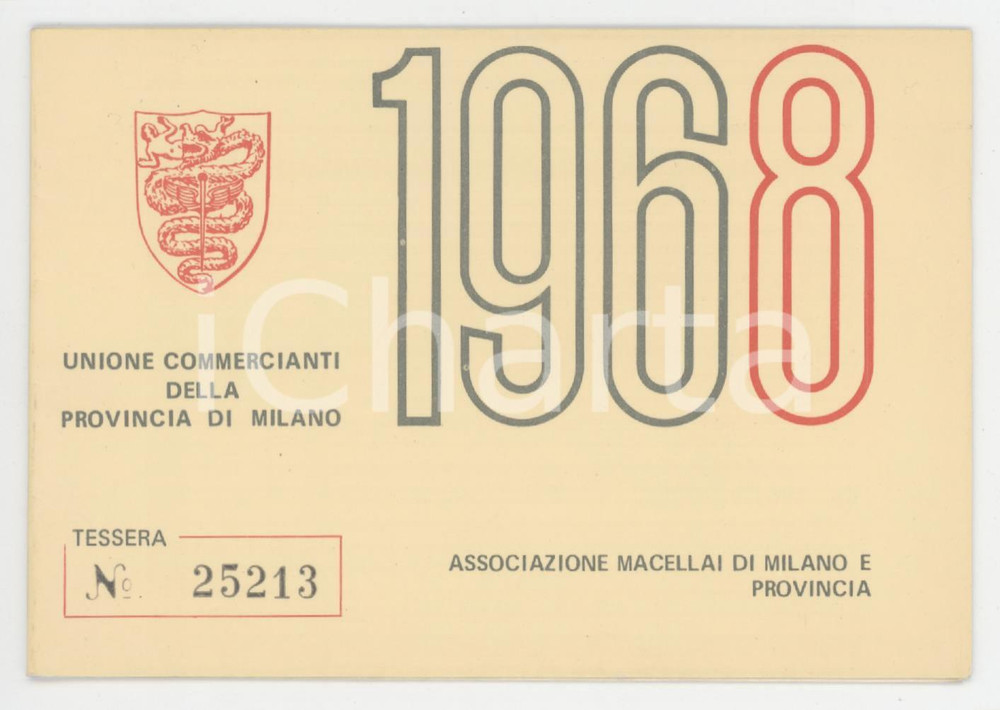 1968
UNIONE COMMERCIANTI
DELLA
PROVINCIA DI MILANO
iCharta
TESSERA
No. 25213
ASSOCIAZIONE MACELLAI DI MILANO E
PROVINCIA